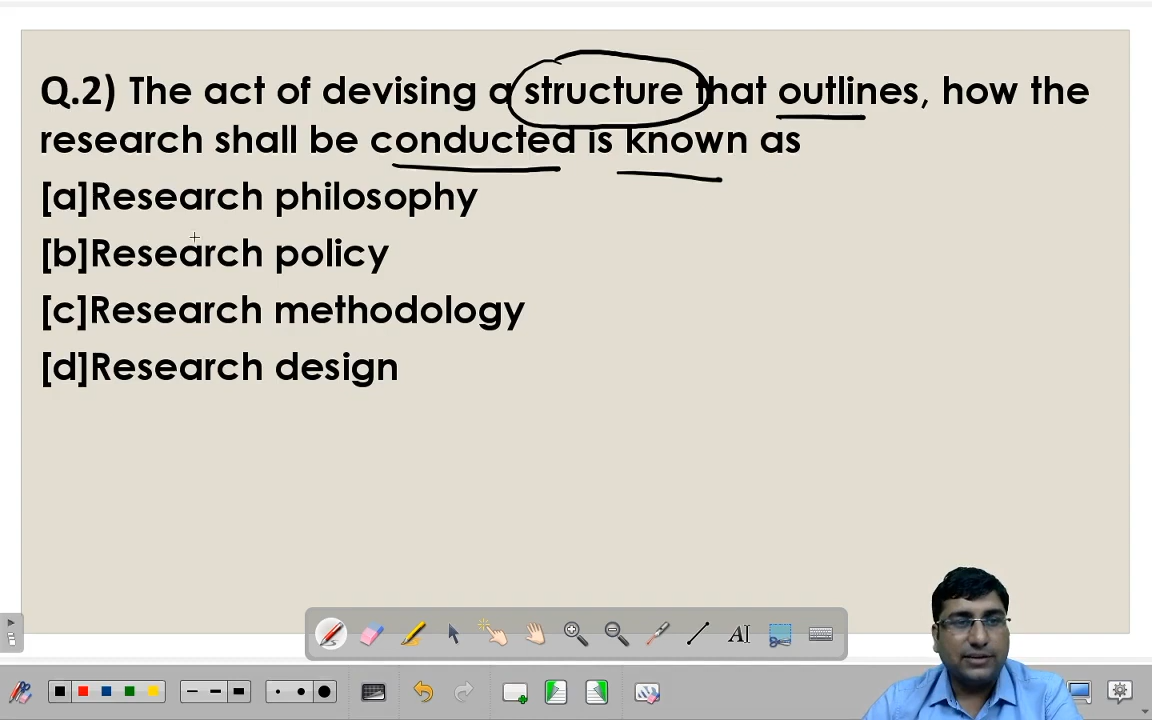 Q.2) The act of devising a structure that outlines, how the
research shall be conducted is known as
[a]Research philosophy
[b]Research policy
[c]Research methodology
[d]Research design